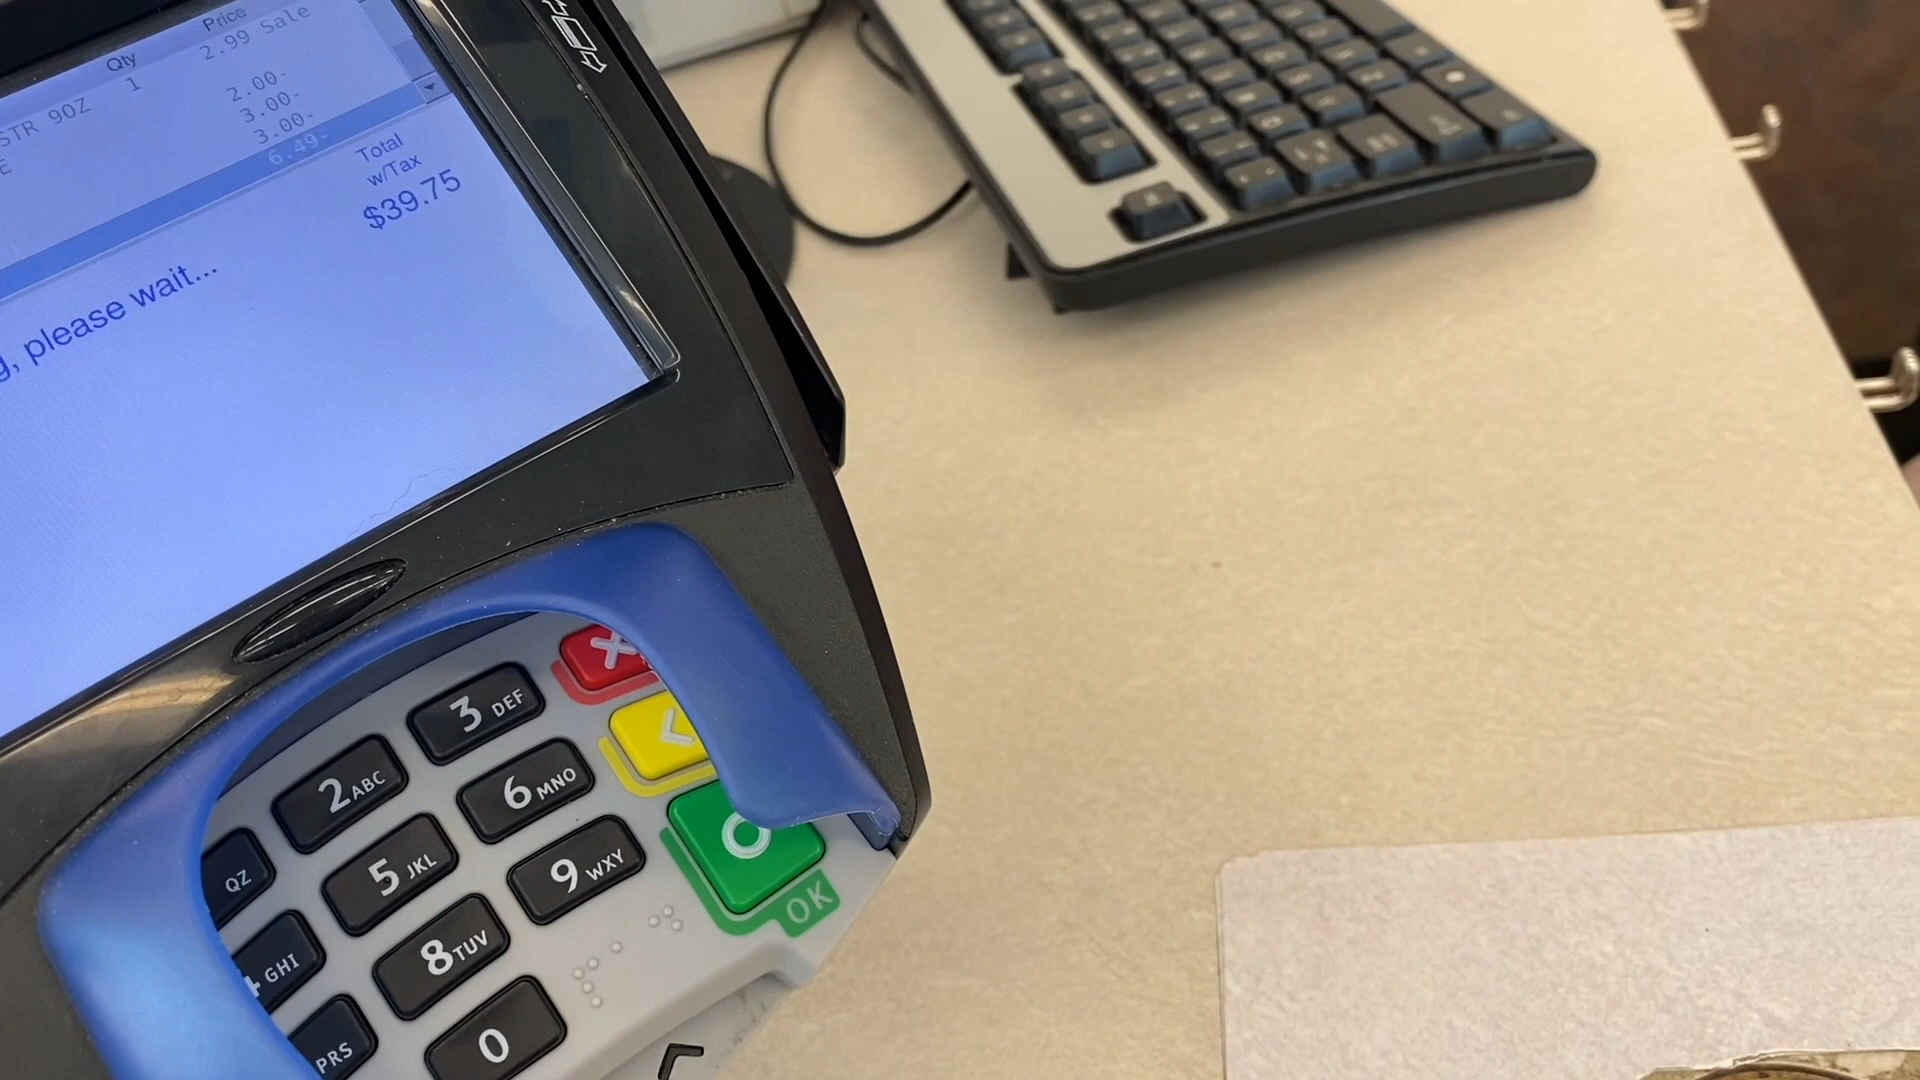 Qty Price
STR 9OZ 1 2.99 Sale
E 2.00-
3.00-
3.00-
6.49-
Total
w/Tax
$39.75
g, please wait...
2 ABC
3 DEF
QZ
5 JKL
6 MNO
GHI
8 TUV
9 WXY
PRS
0
OK